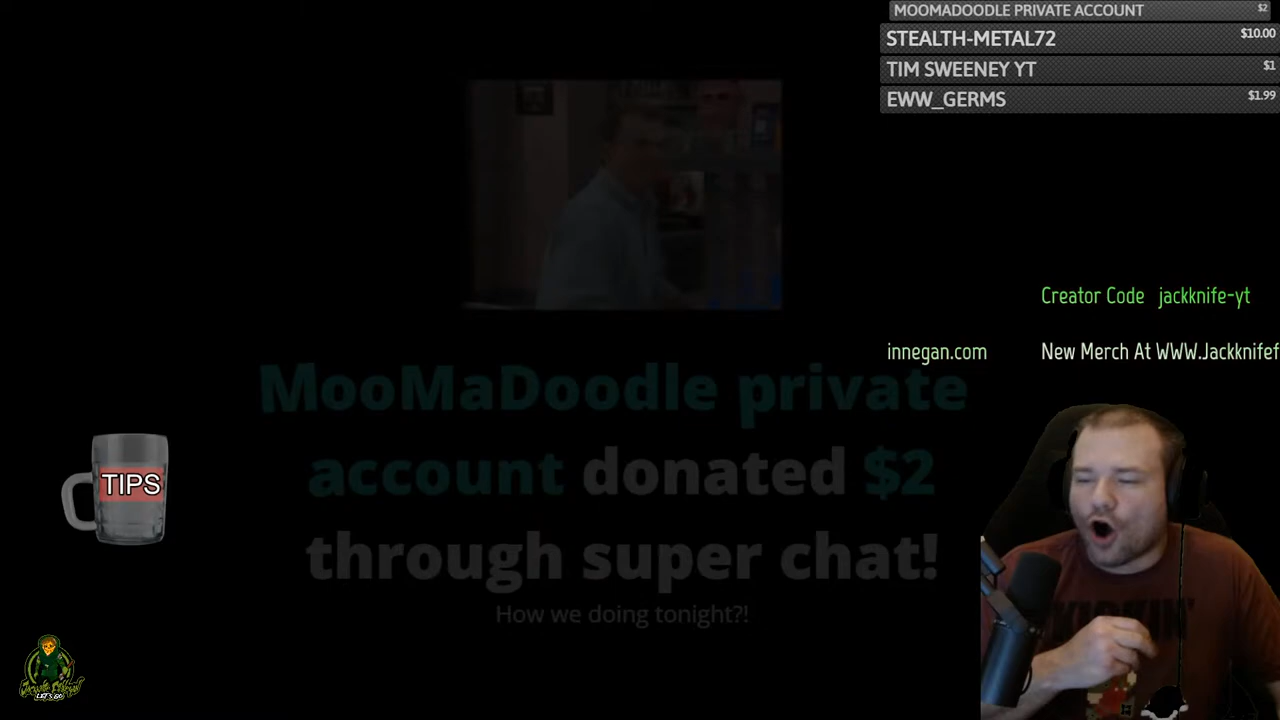 MOOMADOODLE PRIVATE ACCOUNT $2
STEALTH-METAL72 $10.00
TIM SWEENEY YT $1
EWW_GERMS $1.99
Creator Code jackknife-yt
innegan.com New Merch At WWW.Jackknifef
MooMaDoodle private
account donated $2
through super chat!
How we doing tonight?!
TIPS
LET'S GO